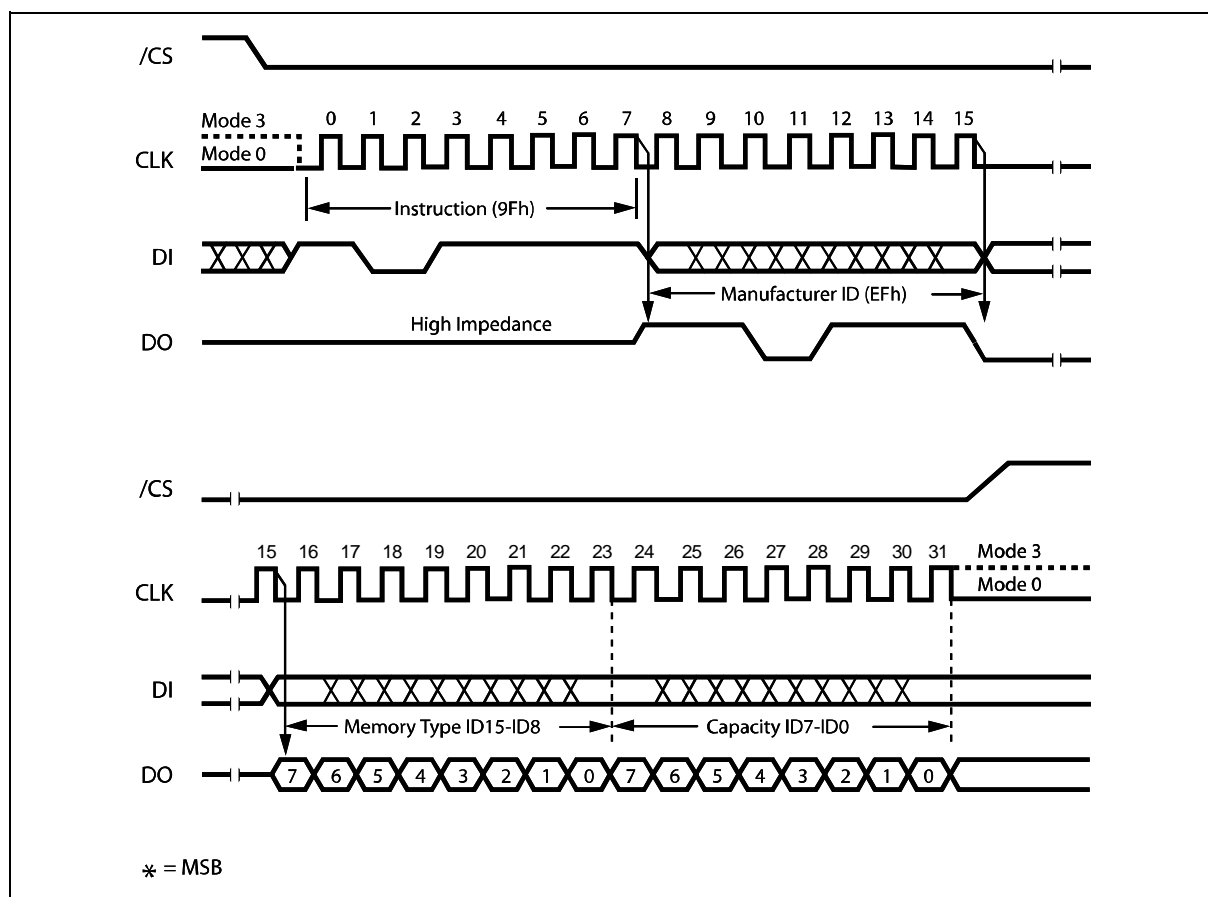 /CS
Mode 3
0 1 2 3 4 5 6 7 8 9 10 11 12 13 14 15
CLK
Mode 0
Instruction (9Fh)
DI
Manufacturer ID (EFh)
High Impedance
DO
/CS
15 16 17 18 19 20 21 22 23 24 25 26 27 28 29 30 31
Mode 3
CLK
Mode 0
DI
Memory Type ID15-ID8
Capacity ID7-ID0
DO
7 6 5 4 3 2 1 0 7 6 5 4 3 2 1 0
* = MSB